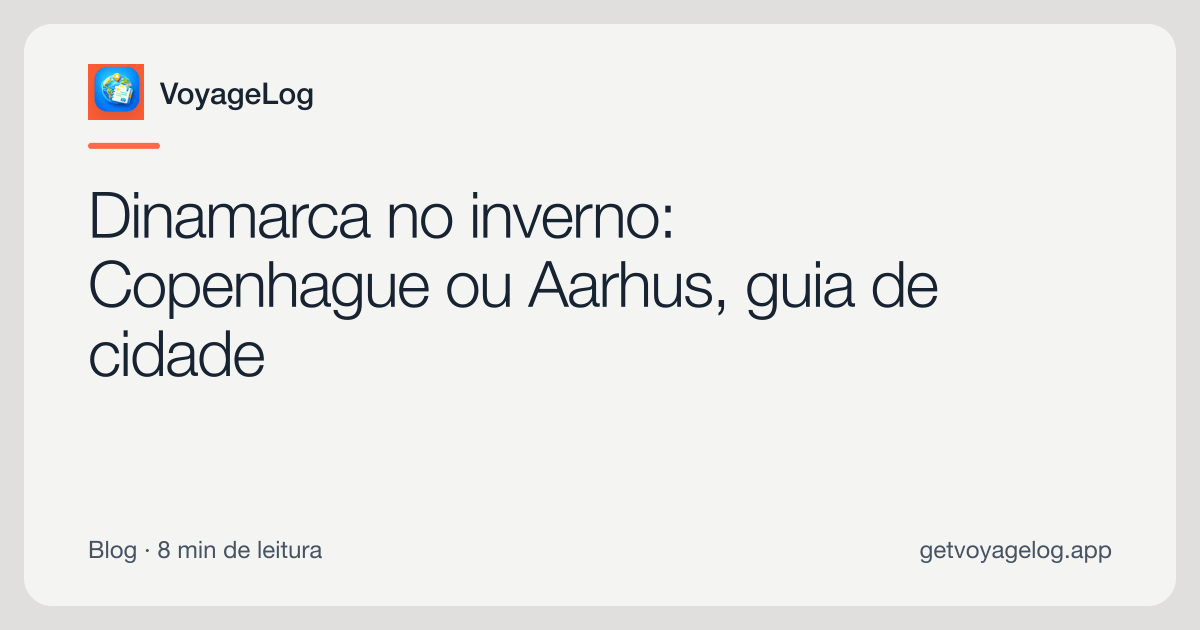 VoyageLog
Dinamarca no inverno:
Copenhague ou Aarhus, guia de
cidade
Blog · 8 min de leitura
getvoyagelog.app